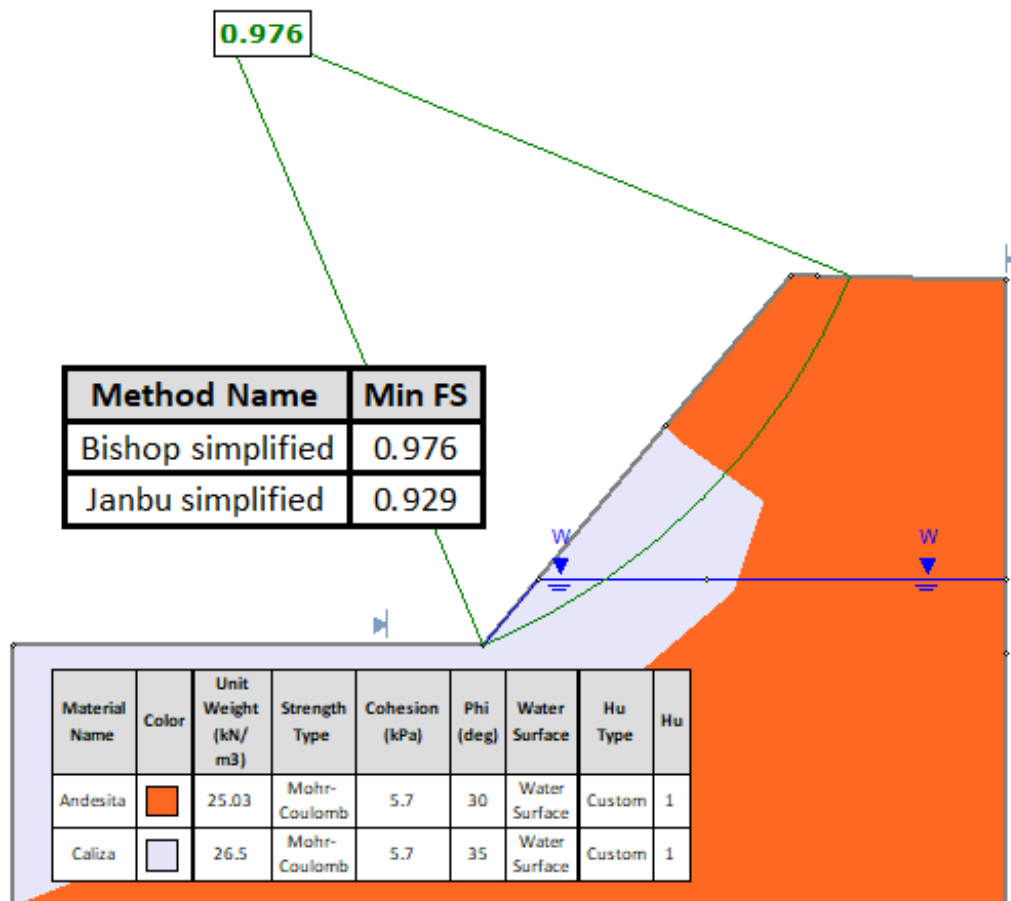 0.976
Method Name Min FS
Bishop simplified 0.976
Janbu simplified 0.929
W W
Material Name Color Unit Weight (kN/ m3) Strength Type Cohesion (kPa) Phi (deg) Water Surface Hu Type Hu
Andesita 25.03 Mohr- Coulomb 5.7 30 Water Surface Custom 1
Caliza 26.5 Mohr- Coulomb 5.7 35 Water Surface Custom 1